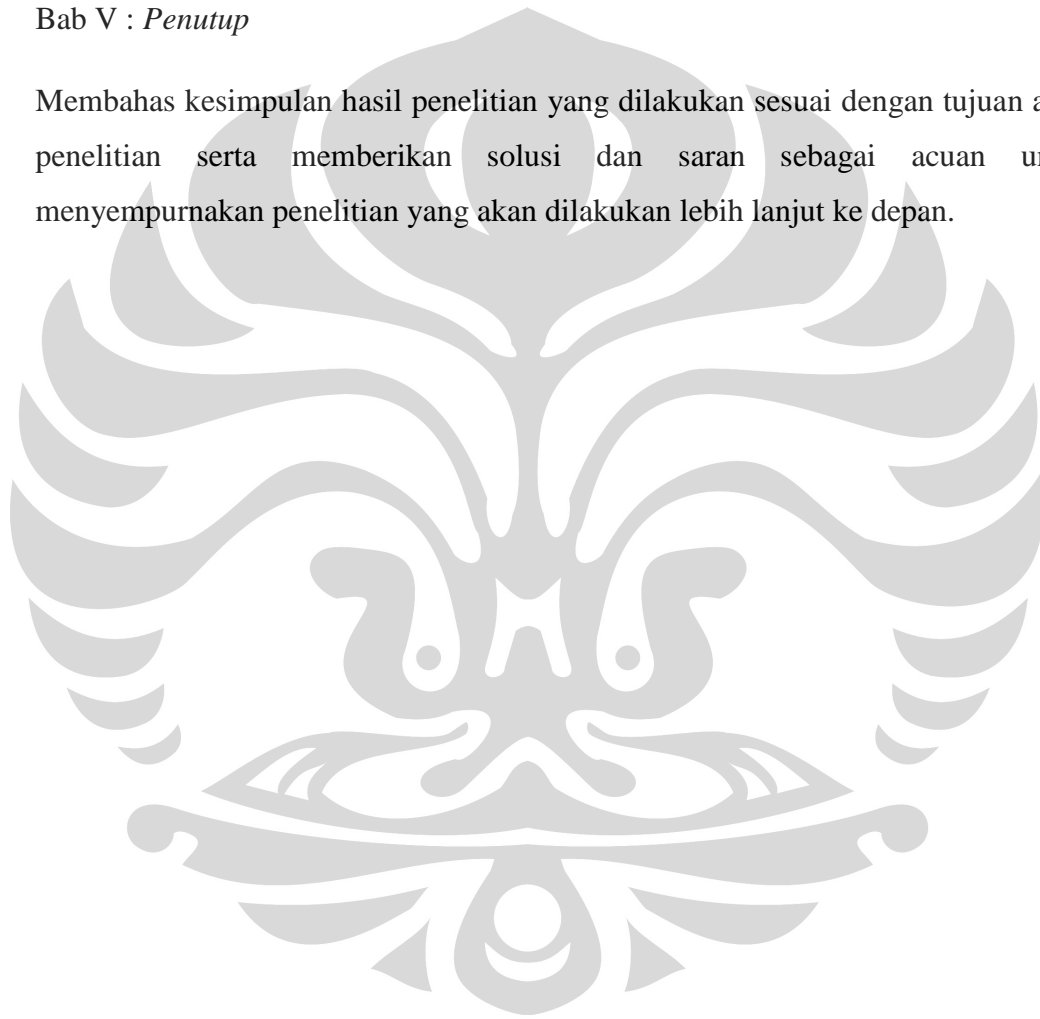 Bab V : Penutup
Membahas kesimpulan hasil penelitian yang dilakukan sesuai dengan tujuan
penelitian serta memberikan solusi dan saran sebagai acuan
menyempurnakan penelitian yang akan dilakukan lebih lanjut ke depan.